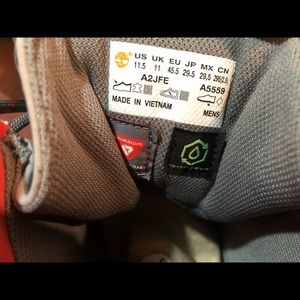 US UK EU JP MX CN
11.5 11 45.5 29.5 29.5
A2JFE
A5559
MADE IN VIETNAM
MENS
PRIMALOFT